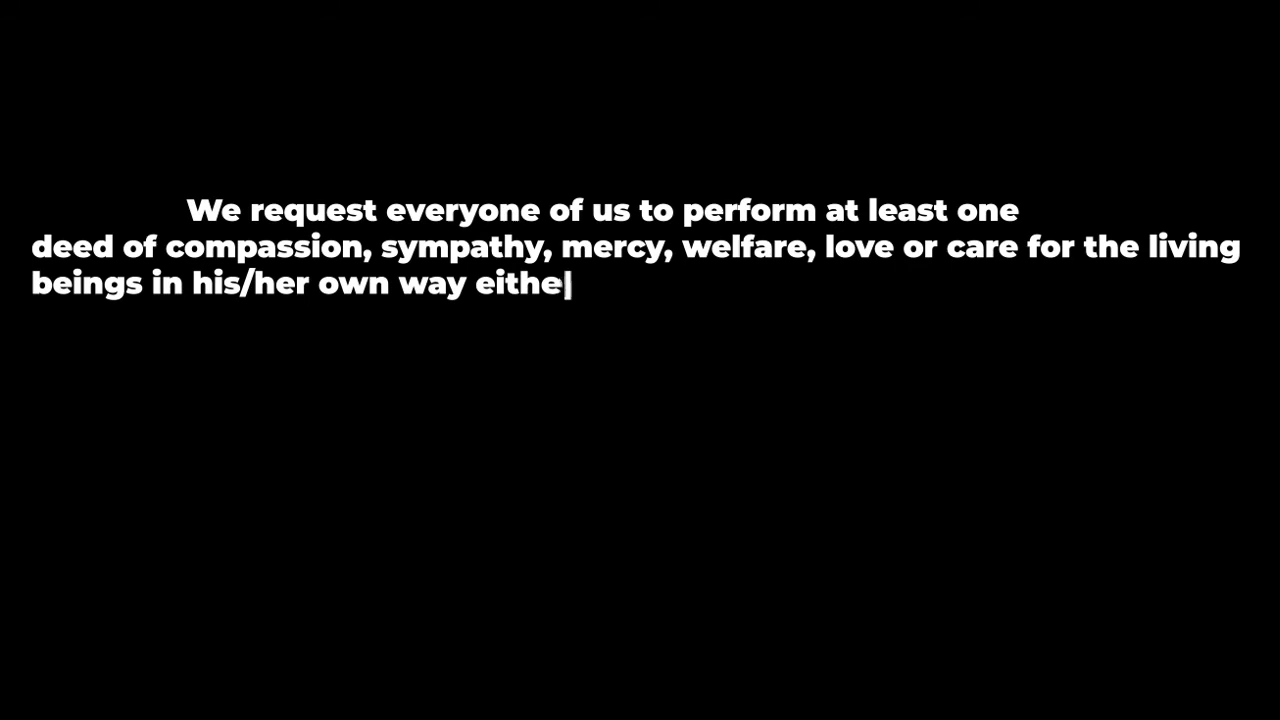 We request everyone of us to perform at least one
deed of compassion, sympathy, mercy, welfare, love or care for the living
beings in his/her own way eithe|